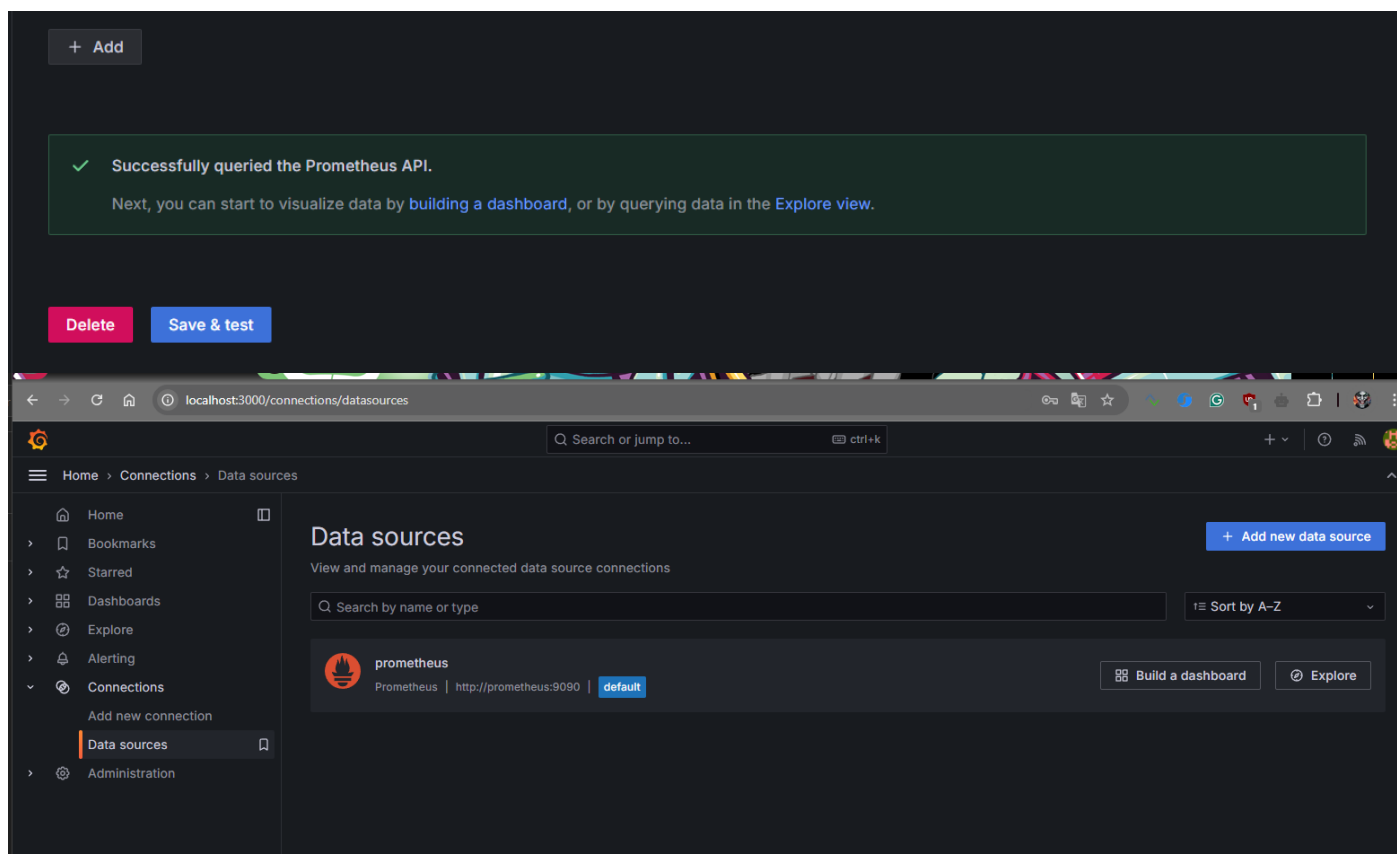 + Add
Successfully queried the Prometheus API.
Next, you can start to visualize data by building a dashboard, or by querying data in the Explore view.
Delete
Save & test
localhost:3000/connections/datasources
1
Search or jump to...
ctrl+k
Home › Connections › Data sources
Home
Bookmarks
Starred
Dashboards
Explore
Alerting
Connections
Add new connection
Data sources
Administration
Data sources
+ Add new data source
View and manage your connected data source connections
Search by name or type
Sort by A–Z
prometheus
Prometheus | http://prometheus:9090 | default
Build a dashboard
Explore